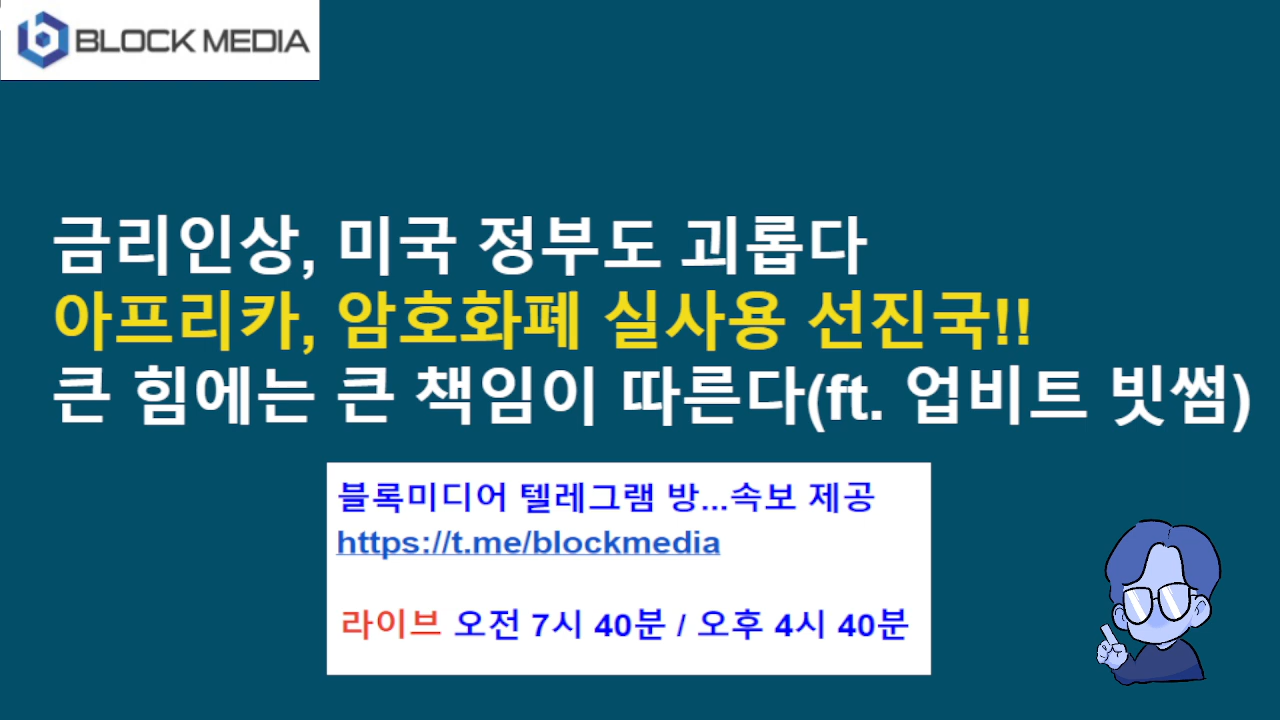 BLOCK MEDIA
금리인상, 미국 정부도 괴롭다
아프리카, 암호화폐 실사용 선진국!!
큰 힘에는 큰 책임이 따른다(ft. 업비트 빗썸)
블록미디어 텔레그램 방...속보 제공
https://t.me/blockmedia
라이브 오전 7시 40분 / 오후 4시 40분